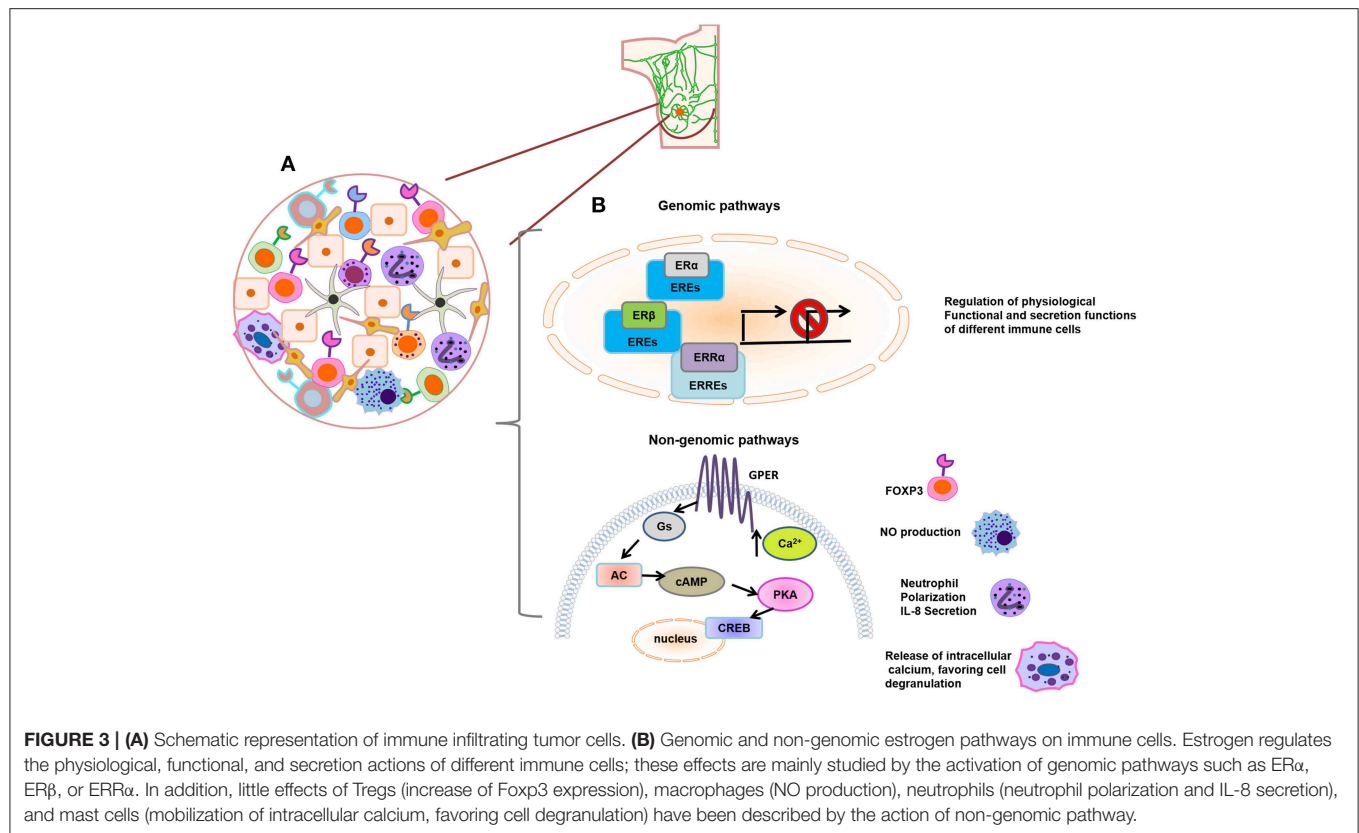 A
B
Genomic pathways
ERα
EREs
ERβ
EREs
ERRα
ERREs
Regulation of physiological
Functional and secretion functions
of different immune cells
Non-genomic pathways
GPER
Gs
Ca²⁺
AC
cAMP
PKA
CREB
nucleus
FOXP3
NO production
Neutrophil
Polarization
IL-8 Secretion
Release of intracellular
calcium, favoring cell
degranulation
FIGURE 3 | (A) Schematic representation of immune infiltrating tumor cells. (B) Genomic and non-genomic estrogen pathways on immune cells. Estrogen regulates
the physiological, functional, and secretion actions of different immune cells; these effects are mainly studied by the activation of genomic pathways such as ERα,
ERβ, or ERRα. In addition, little effects of Tregs (increase of Foxp3 expression), macrophages (NO production), neutrophils (neutrophil polarization and IL-8 secretion),
and mast cells (mobilization of intracellular calcium, favoring cell degranulation) have been described by the action of non-genomic pathway.